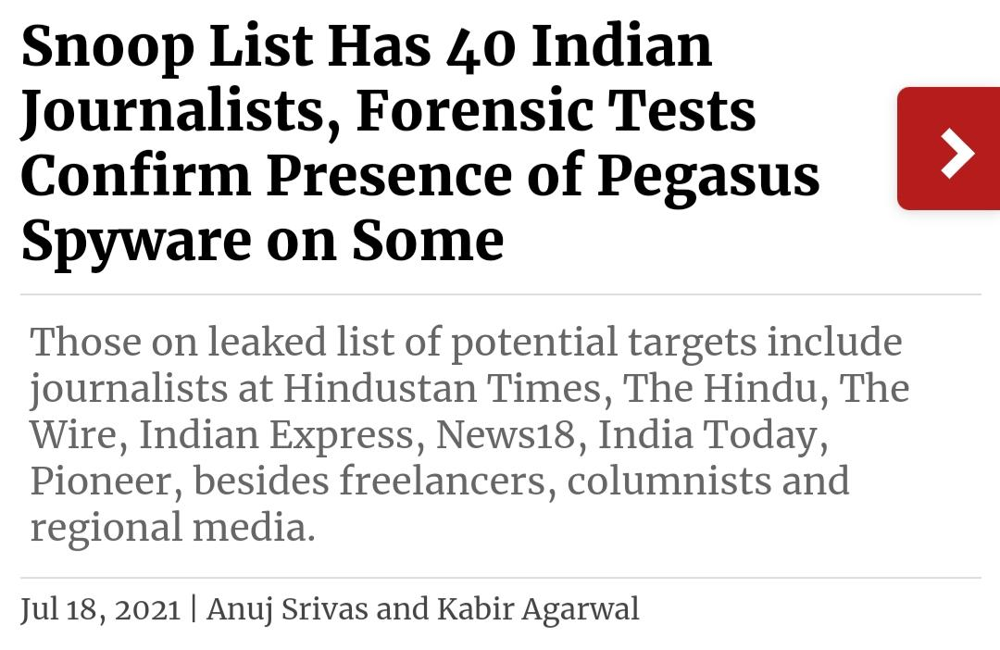 Snoop List Has 40 Indian
Journalists, Forensic Tests
Confirm Presence of Pegasus
Spyware on Some
Those on leaked list of potential targets include
journalists at Hindustan Times, The Hindu, The
Wire, Indian Express, News18, India Today,
Pioneer, besides freelancers, columnists and
regional media.
Jul 18, 2021 | Anuj Srivas and Kabir Agarwal